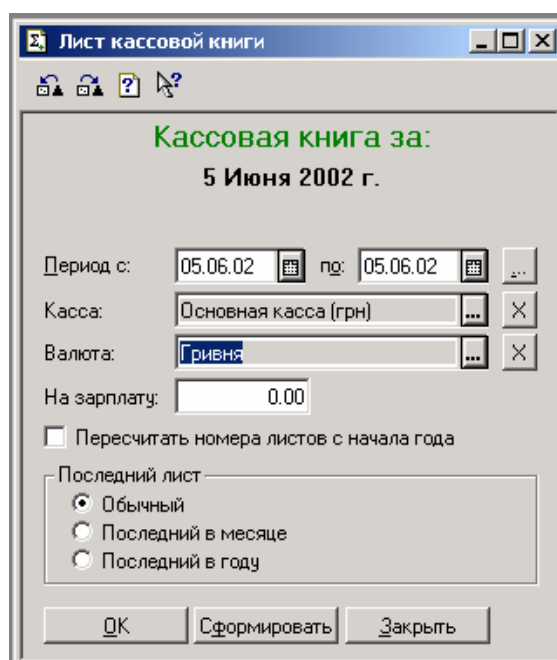 Лист кассовой книги
Кассовая книга за:
5 Июня 2002 г.
Период с: 05.06.02 по: 05.06.02 ...
Касса: Основная касса (грн) ... X
Валюта: Гривня ... X
На зарплату: 0.00
Пересчитать номера листов с начала года
Последний лист
Обычный
Последний в месяце
Последний в году
OK Сформировать Закрыть